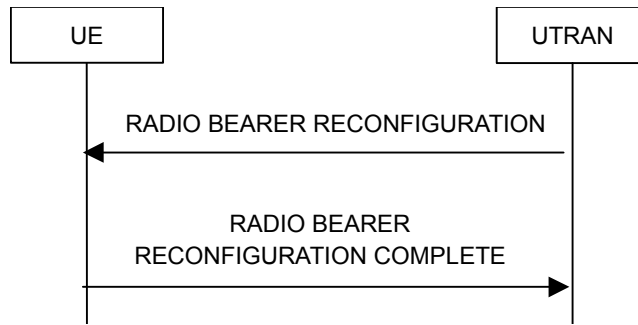 UE
UTRAN
RADIO BEARER RECONFIGURATION
RADIO BEARER
RECONFIGURATION COMPLETE